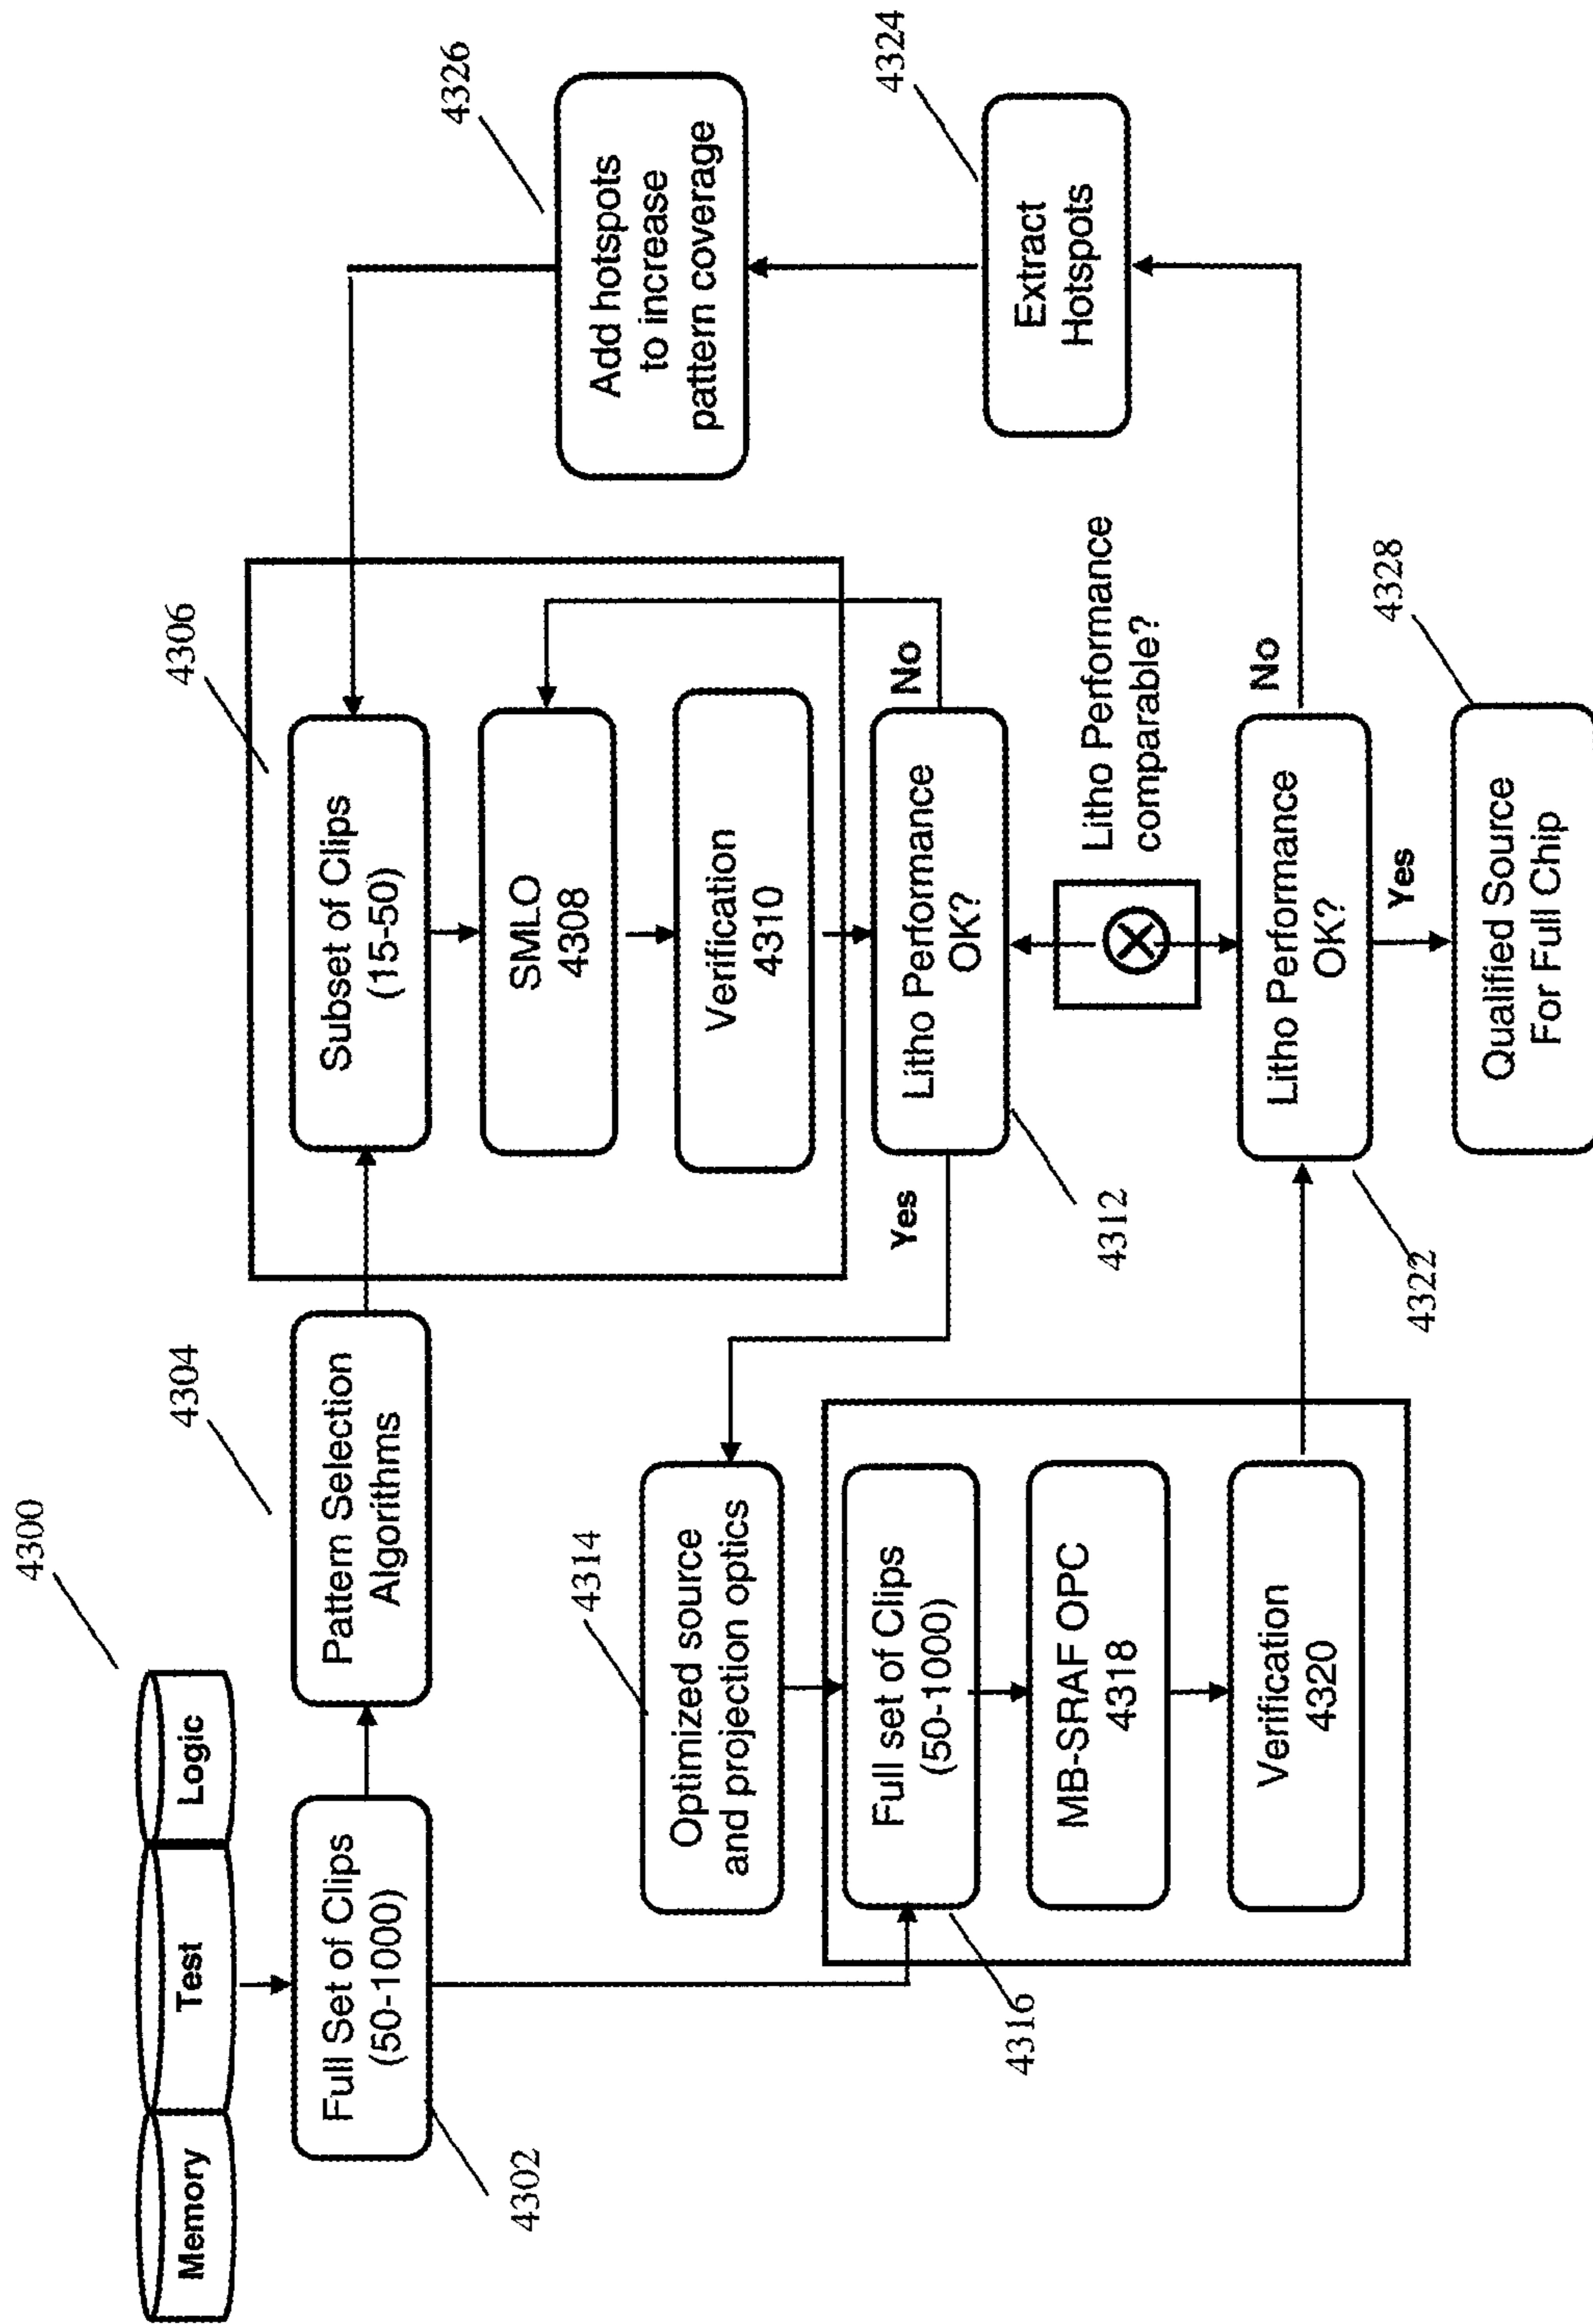 4300
Memory
Test
Logic
4302
Full Set of Clips
(50-1000)
4304
Pattern Selection
Algorithms
4306
Subset of Clips
(15-50)
SMLO
4308
Verification
4310
4326
Add hotspots
to increase
pattern coverage
4314
Optimized source
and projection optics
Yes
Litho Performance
OK?
No
4312
4316
Full set of Clips
(50-1000)
MB-SRAF OPC
4318
Verification
4320
Litho Performance
comparable?
4324
Extract
Hotspots
4322
Litho Performance
OK?
No
Yes
4328
Qualified Source
For Full Chip